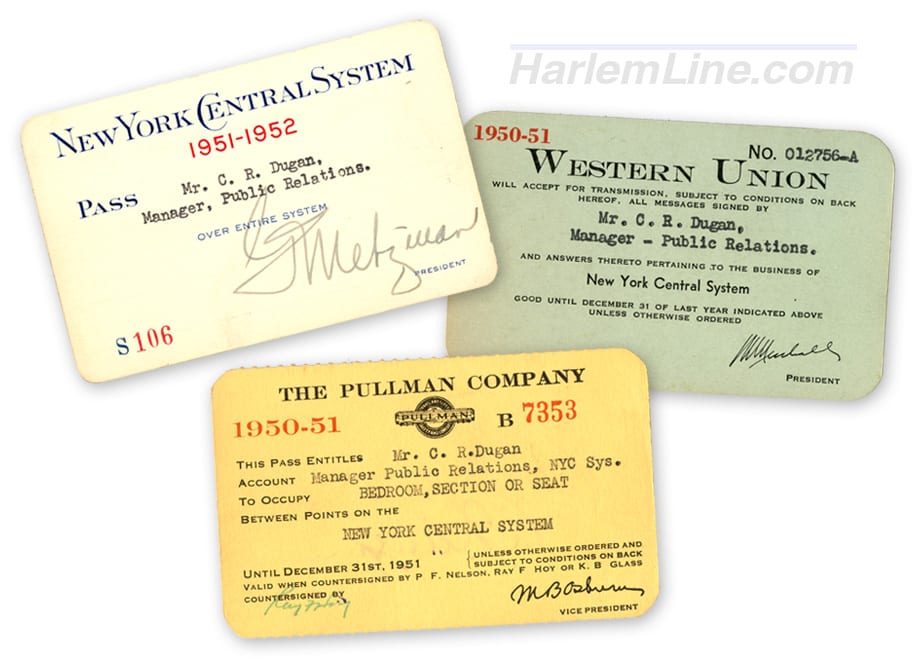 HarlemLine.com
NEW YORK CENTRAL SYSTEM
1951-1952
PASS Mr. C. R. Dugan,
Manager, Public Relations.
OVER ENTIRE SYSTEM
Metzman
PRESIDENT
S 106
1950-51
No. 012756-A
WESTERN UNION
WILL ACCEPT FOR TRANSMISSION, SUBJECT TO CONDITIONS ON BACK
HEREOF, ALL MESSAGES SIGNED BY
Mr. C. R. Dugan,
Manager - Public Relations.
AND ANSWERS THERETO PERTAINING TO THE BUSINESS OF
New York Central System
GOOD UNTIL DECEMBER 31 OF LAST YEAR INDICATED ABOVE
UNLESS OTHERWISE ORDERED
PRESIDENT
THE PULLMAN COMPANY
1950-51 PULLMAN B 7353
THIS PASS ENTITLES Mr. C. R.Dugan
ACCOUNT Manager Public Relations, NYC Sys.
TO OCCUPY BEDROOM,SECTION OR SEAT
BETWEEN POINTS ON THE
NEW YORK CENTRAL SYSTEM
UNTIL DECEMBER 31ST, 1951 { UNLESS OTHERWISE ORDERED AND
SUBJECT TO CONDITIONS ON BACK
VALID WHEN COUNTERSIGNED BY P F. NELSON, RAY F HOY OR K. B GLASS
COUNTERSIGNED BY
VICE PRESIDENT